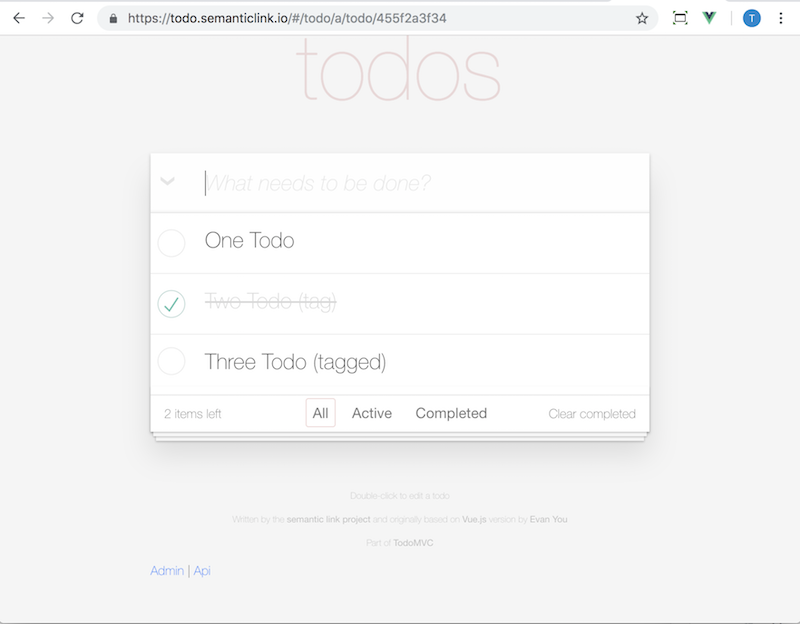 https://todo.semanticlink.io/#/todo/a/todo/455f2a3f34
T
todos
What needs to be done?
One Todo
Two Todo (tag)
Three Todo (tagged)
2 items left All Active Completed Clear completed
Double-click to edit a todo
Written by the semantic link project and originally based on Vue.js version by Evan You
Part of TodoMVC
Admin | Api